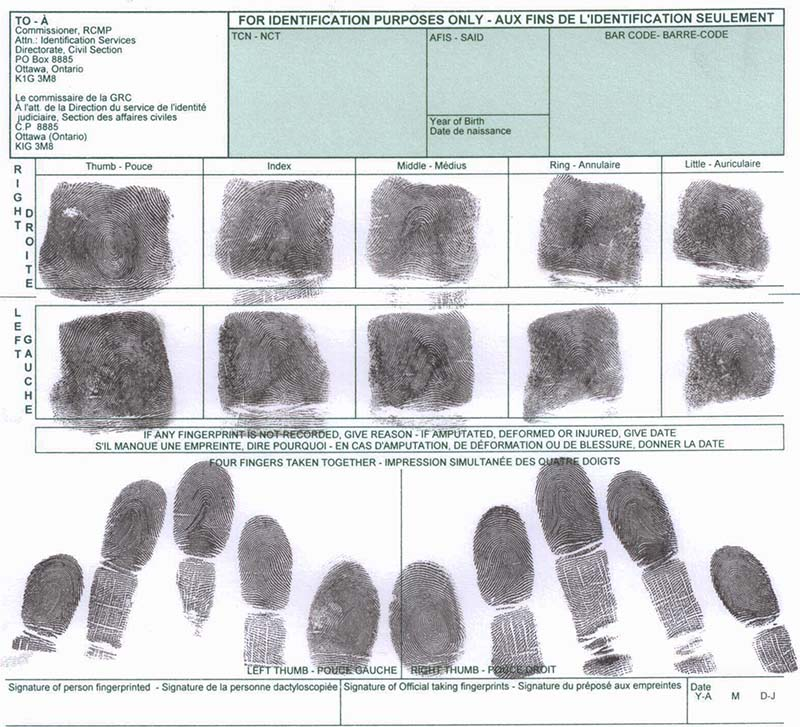 TO - À
Commissioner, RCMP
Attn.: Identification Services
Directorate, Civil Section
PO Box 8885
Ottawa, Ontario
K1G 3M8
Le commissaire de la GRC
À l'att. de la Direction du service de l'identité
judiciaire, Section des affaires civiles
C.P 8885
Ottawa (Ontario)
KIG 3M8
FOR IDENTIFICATION PURPOSES ONLY - AUX FINS DE L'IDENTIFICATION SEULEMENT
TCN - NCT
AFIS - SAID
BAR CODE- BARRE-CODE
Year of Birth
Date de naissance
RIGHT
DROITE
Thumb - Pouce
Index
Middle - Médius
Ring - Annulaire
Little - Auriculaire
LEFT
GAUCHE
IF ANY FINGERPRINT IS NOT RECORDED, GIVE REASON - IF AMPUTATED, DEFORMED OR INJURED, GIVE DATE
S'IL MANQUE UNE EMPREINTE, DIRE POURQUOI - EN CAS D'AMPUTATION, DE DÉFORMATION OU DE BLESSURE, DONNER LA DATE
FOUR FINGERS TAKEN TOGETHER - IMPRESSION SIMULTANÉE DES QUATRE DOIGTS
LEFT THUMB - POUCE GAUCHE
RIGHT THUMB - POUCE DROIT
Signature of person fingerprinted - Signature de la personne dactyloscopiée
Signature of Official taking fingerprints - Signature du préposé aux empreintes
Date
Y-A M D-J